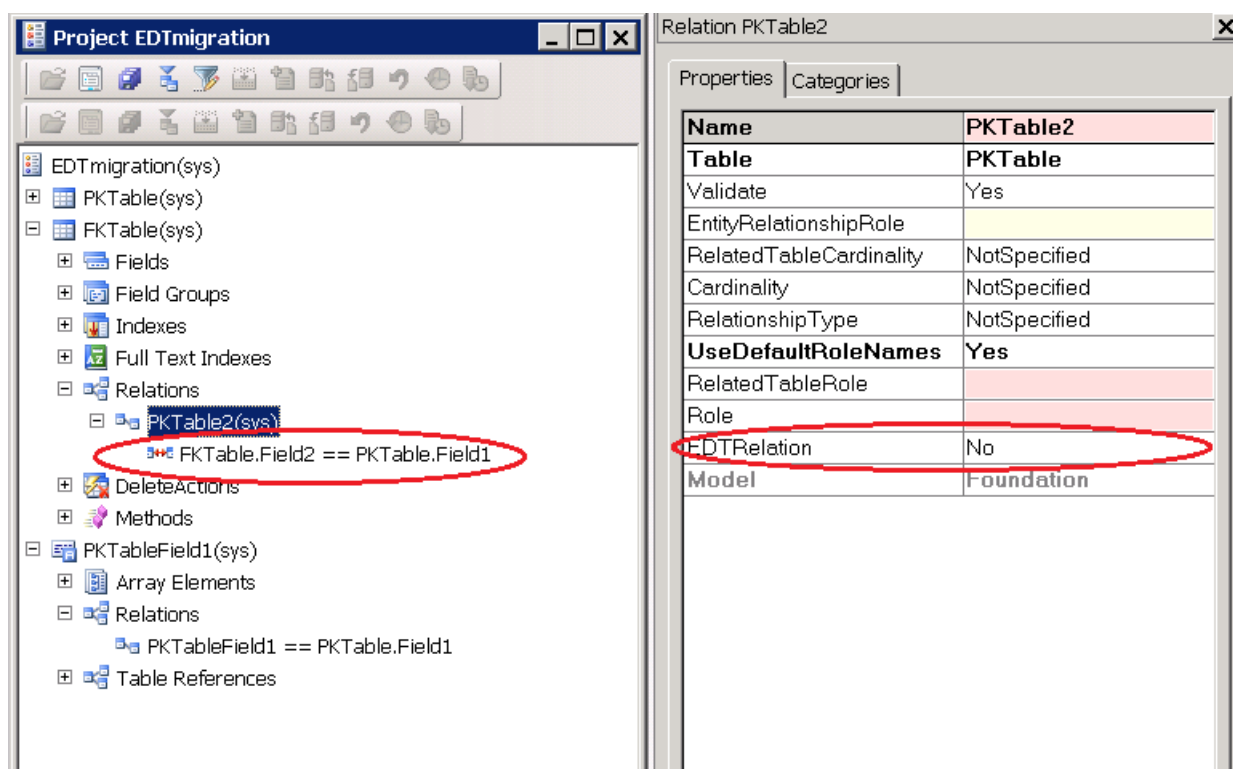 Project EDTmigration
EDTmigration(sys)
PKTable(sys)
FKTable(sys)
Fields
Field Groups
Indexes
Full Text Indexes
Relations
PKTable2(sys)
FKTable.Field2 == PKTable.Field1
DeleteActions
Methods
PKTableField1(sys)
Array Elements
Relations
PKTableField1 == PKTable.Field1
Table References
Relation PKTable2
Properties Categories
Name PKTable2
Table PKTable
Validate Yes
EntityRelationshipRole
RelatedTableCardinality NotSpecified
Cardinality NotSpecified
RelationshipType NotSpecified
UseDefaultRoleNames Yes
RelatedTableRole
Role
EDTRelation No
Model Foundation